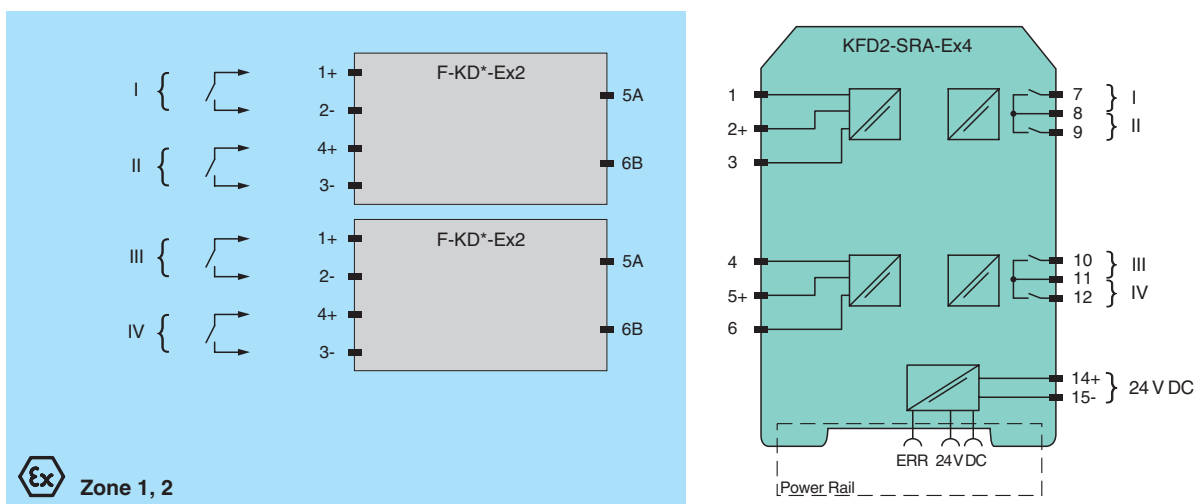 I
1+
2-
F-KD*-Ex2
5A
II
4+
3-
6B
III
1+
2-
F-KD*-Ex2
5A
IV
4+
3-
6B
Ex Zone 1, 2
KFD2-SRA-Ex4
1
2+
3
7
8
9
I
II
4
5+
6
10
11
12
III
IV
14+
15-
24 V DC
ERR 24V DC
Power Rail